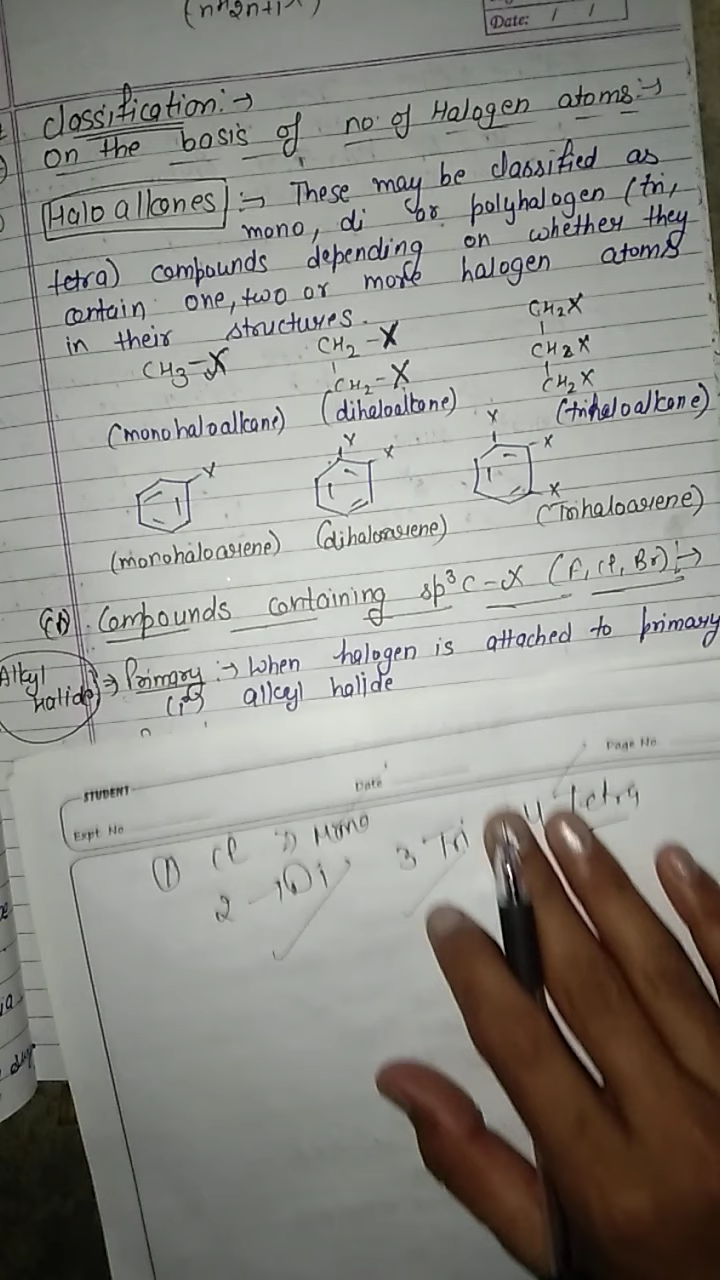 Date: / /
classification:→
on the basis of no of Halogen atoms:→
Halo alkanes :→ These may be classified as
mono, di or polyhalogen (tri,
tetra) compounds depending on whether they
contain one, two or more halogen atoms
in their structures.
CH3-X
CH2-X
CH2-X
CH2X
CH2X
CH2X
(monohaloalkane) (dihaloalkane) (trihaloalkane)
X
X
X
X
X
X
(monohaloarene) (dihaloarene) (Trihaloarene)
Compounds containing sp3 C-X (F, Cl, Br):→
Alkyl
halide → Primary :→ When halogen is attached to primary
(1°) alkyl halide
STUDENT
Date
Page No
Expt No
① Cl Mono
2 Di 3 Tri 4 Tetra